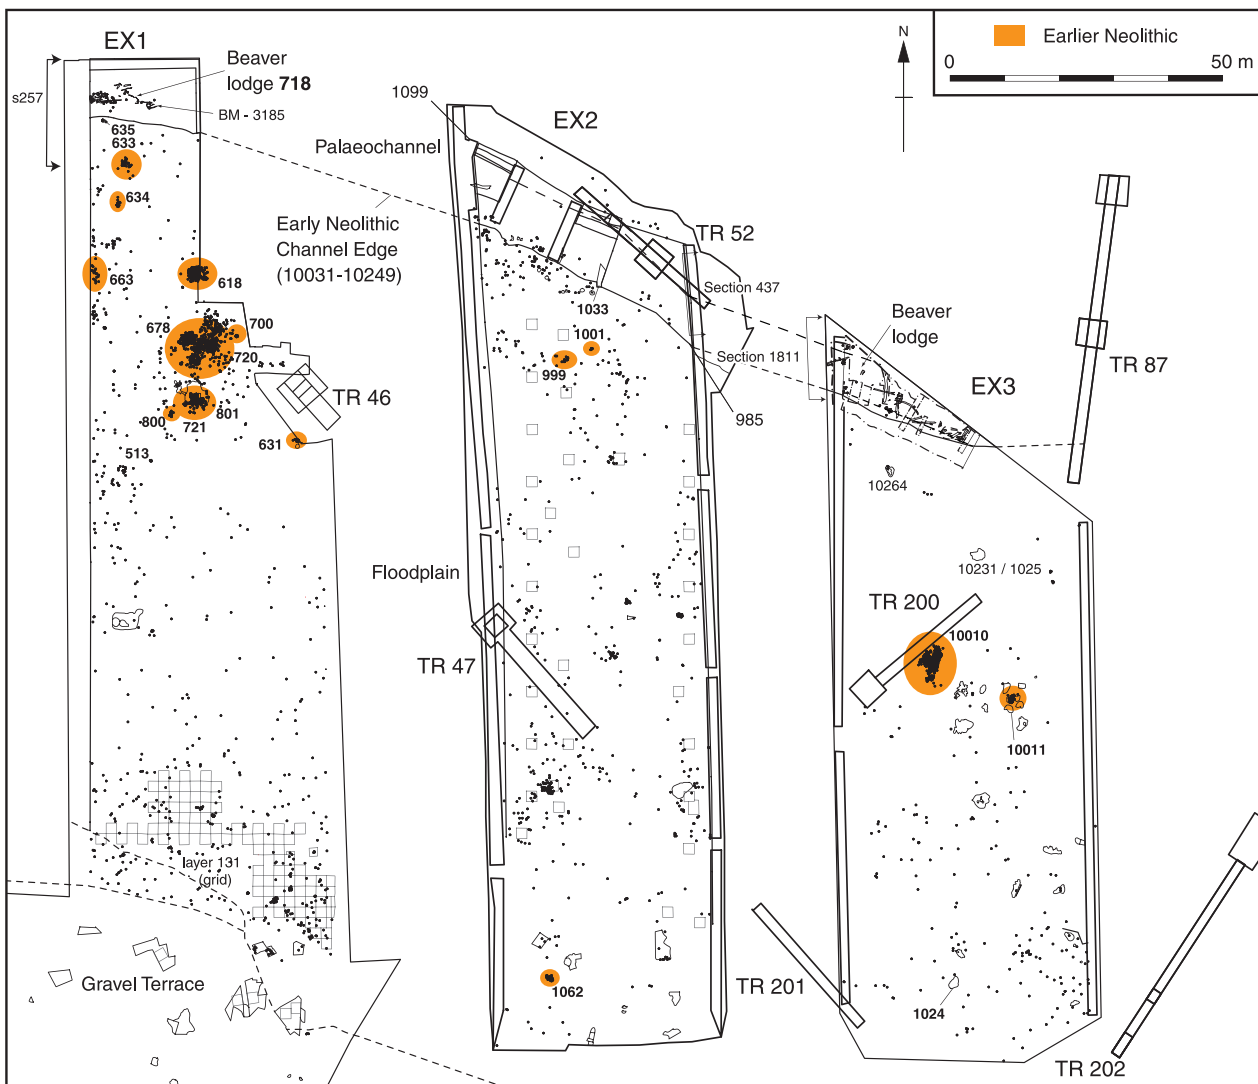 EX1
Beaver
lodge 718
s257
BM - 3185
635
633
634
663
618
678
700
720
800
721
801
631
513
TR 46
Early Neolithic
Channel Edge
(10031-10249)
layer 131
(grid)
Gravel Terrace
1099
Palaeochannel
EX2
TR 52
Section 437
1033
1001
999
Section 1811
985
Floodplain
TR 47
1062
N
Earlier Neolithic
0
50 m
Beaver
lodge
EX3
TR 87
10264
10231 / 1025
TR 200
10010
10011
1024
TR 201
TR 202